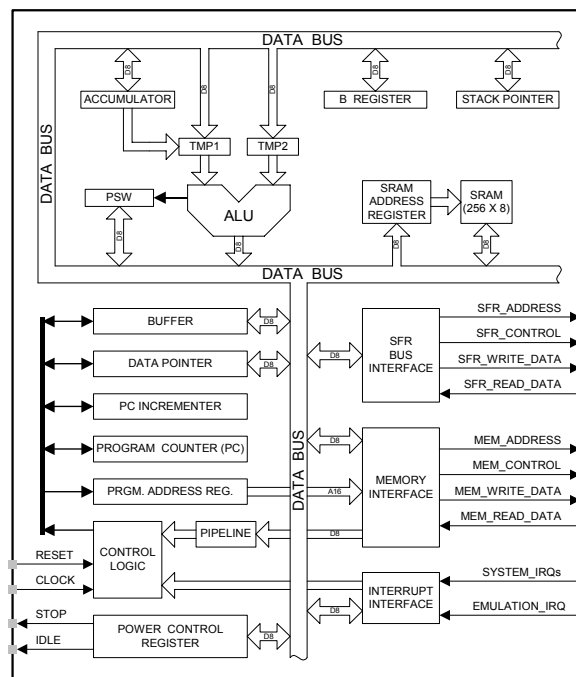 DATA BUS
D8
D8
D8
D8
D8
ACCUMULATOR
B REGISTER
STACK POINTER
DATA BUS
TMP1
TMP2
PSW
ALU
SRAM
ADDRESS
REGISTER
SRAM
(256 X 8)
D8
D8
D8
D8
DATA BUS
BUFFER
D8
DATA POINTER
D8
PC INCREMENTER
PROGRAM COUNTER (PC)
PRGM. ADDRESS REG.
A16
DATA BUS
D8
SFR
BUS
INTERFACE
SFR_ADDRESS
SFR_CONTROL
SFR_WRITE_DATA
SFR_READ_DATA
D8
MEMORY
INTERFACE
MEM_ADDRESS
MEM_CONTROL
MEM_WRITE_DATA
MEM_READ_DATA
PIPELINE
D8
RESET
CLOCK
CONTROL
LOGIC
INTERRUPT
INTERFACE
SYSTEM_IRQs
EMULATION_IRQ
D8
STOP
IDLE
POWER CONTROL
REGISTER
D8